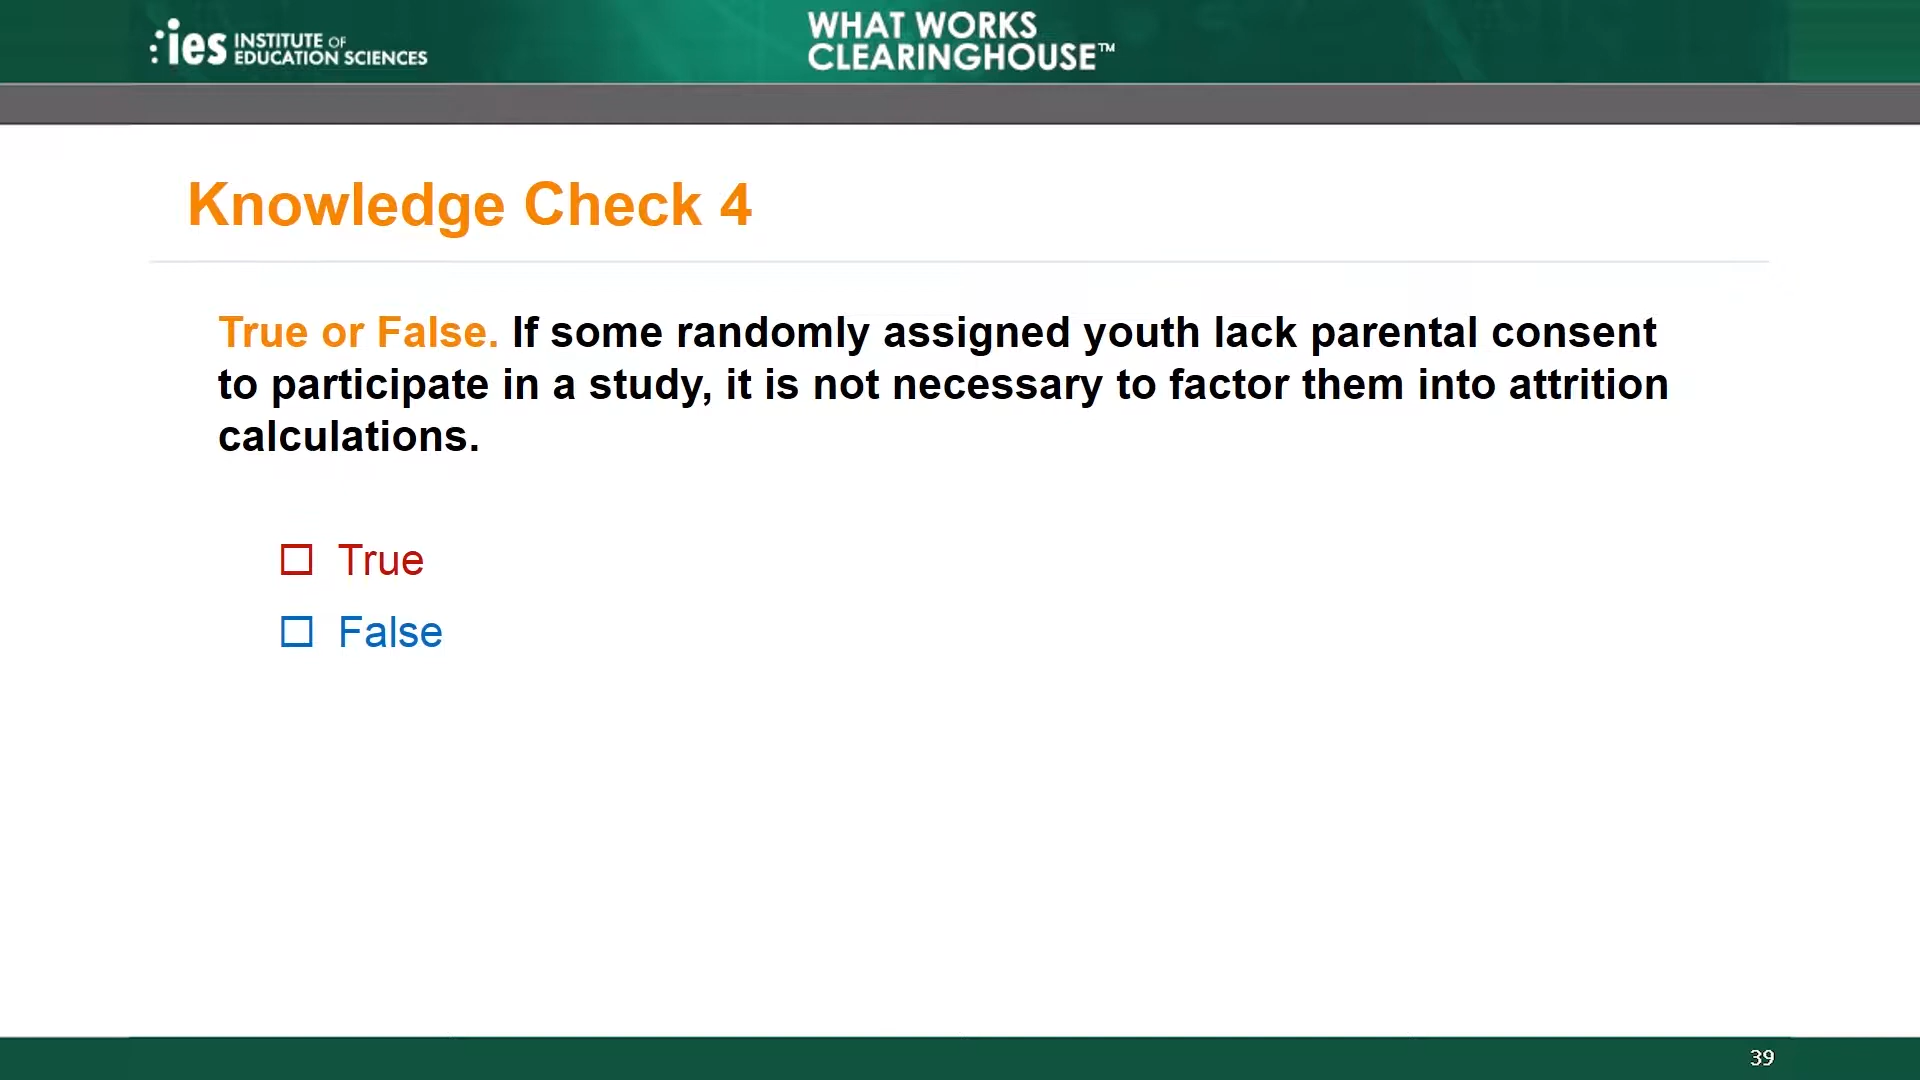 ies INSTITUTE OF
EDUCATION SCIENCES
WHAT WORKS
CLEARINGHOUSE™
Knowledge Check 4
True or False. If some randomly assigned youth lack parental consent
to participate in a study, it is not necessary to factor them into attrition
calculations.
☐ True
☐ False
39